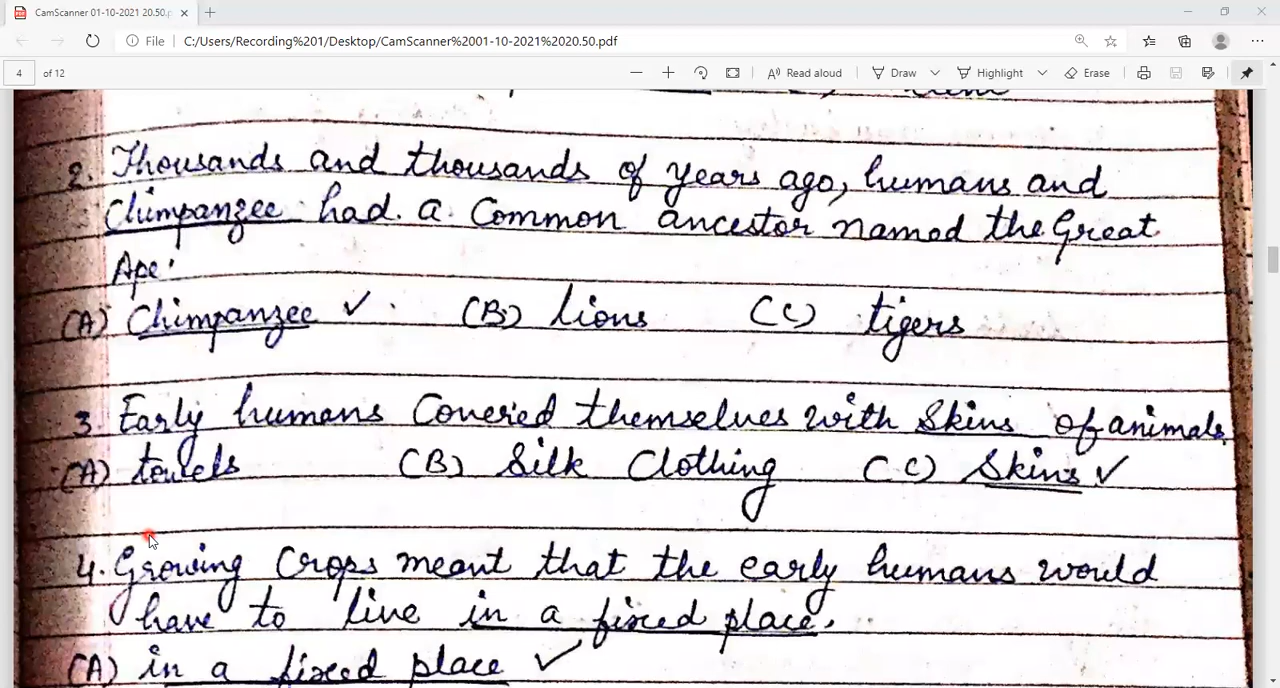 CamScanner 01-10-2021 20.50.p
File C:/Users/Recording%201/Desktop/CamScanner%2001-10-2021%2020.50.pdf
4 of 12 Read aloud Draw Highlight Erase
2. Thousands and thousands of years ago, humans and
Chimpanzee had a Common ancestor named the Great
Ape.
(A) Chimpanzee ✓ (B) lions (C) tigers
3. Early humans Covered themselves with Skins of animals.
(A) towels (B) Silk Clothing (C) Skins ✓
4. Growing Crops meant that the early humans would
have to live in a fixed place.
(A) in a fixed place ✓